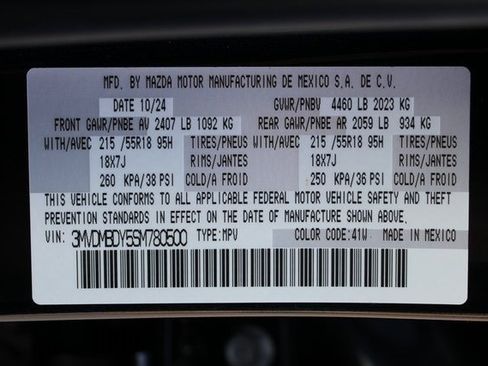 MFD. BY MAZDA MOTOR MANUFACTURING DE MEXICO S.A. DE C.V.
DATE 10/24 GVWR/PNBV 4460 LB 2023 KG
FRONT GAWR/PNBE AV 2407 LB 1092 KG REAR GAWR/PNBE AR 2059 LB 934 KG
WITH/AVEC 215 /55R18 95H TIRES/PNEUS WITH/AVEC 215 /55R18 95H TIRES/PNEUS
18X7J RIMS/JANTES 18X7J RIMS/JANTES
260 KPA/38 PSI COLD/A FROID 250 KPA/36 PSI COLD/A FROID
THIS VEHICLE CONFORMS TO ALL APPLICABLE FEDERAL MOTOR VEHICLE SAFETY AND THEFT
PREVENTION STANDARDS IN EFFECT ON THE DATE OF MANUFACTURE SHOWN ABOVE.
VIN: 3MVDMBDY5SM780500 TYPE:MPV COLOR CODE:41W MADE IN MEXICO